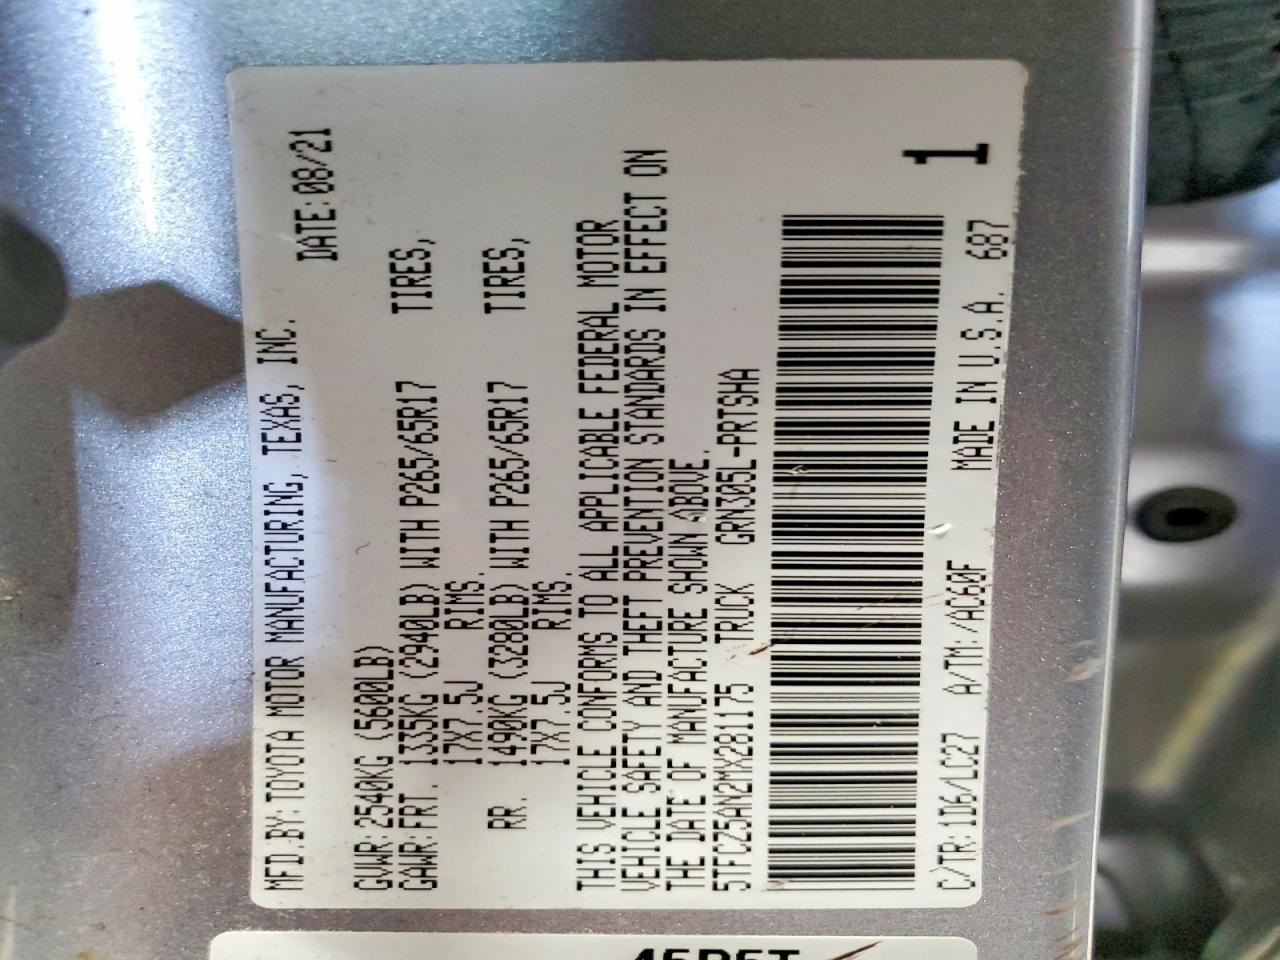 MFD.BY:TOYOTA MOTOR MANUFACTURING, TEXAS, INC.
DATE:08/21
GVWR:2540KG (5600LB)
GAWR:FRT. 1335KG (2940LB) WITH P265/65R17 TIRES,
17X7.5J RIMS.
RR. 1490KG (3280LB) WITH P265/65R17 TIRES,
17X7.5J RIMS.
THIS VEHICLE CONFORMS TO ALL APPLICABLE FEDERAL MOTOR
VEHICLE SAFETY AND THEFT PREVENTION STANDARDS IN EFFECT ON
THE DATE OF MANUFACTURE SHOWN ABOVE.
5TFCZ5AN2MX281175 TRUCK GRN305L-PRTSHA
1
C/TR:1D6/LC27 A/TM:/AC60F MADE IN U.S.A. 687